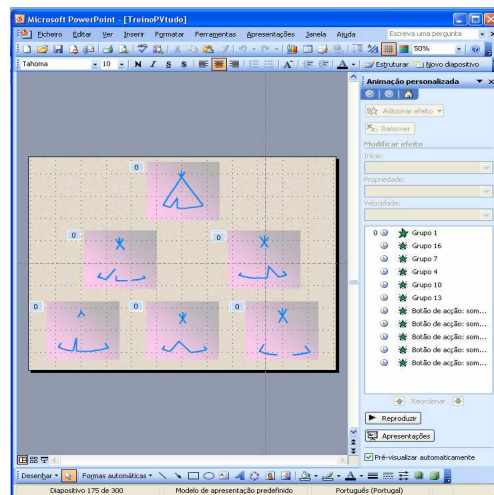 Microsoft PowerPoint - [TreinoPVtudo]
Ficheiro Editar Ver Inserir Formatar Ferramentas Apresentações Janela Ajuda Escreva uma pergunta
50%
Tahoma 10 N I S S Estruturar Novo diapositivo
Animação personalizada
Adicionar efeito
Remover
Modificar efeito
Início:
Propriedade:
Velocidade:
0 Grupo 1
Grupo 16
Grupo 7
Grupo 4
Grupo 10
Grupo 13
Botão de acção: som...
Botão de acção: som...
Botão de acção: som...
Botão de acção: som...
Botão de acção: som...
Reordenar
Reproduzir
Apresentações
Pré-visualizar automaticamente
0
0 0
0 0 0
Desenhar Formas automáticas
Diapositivo 175 de 300 Modelo de apresentação predefinido Português (Portugal)